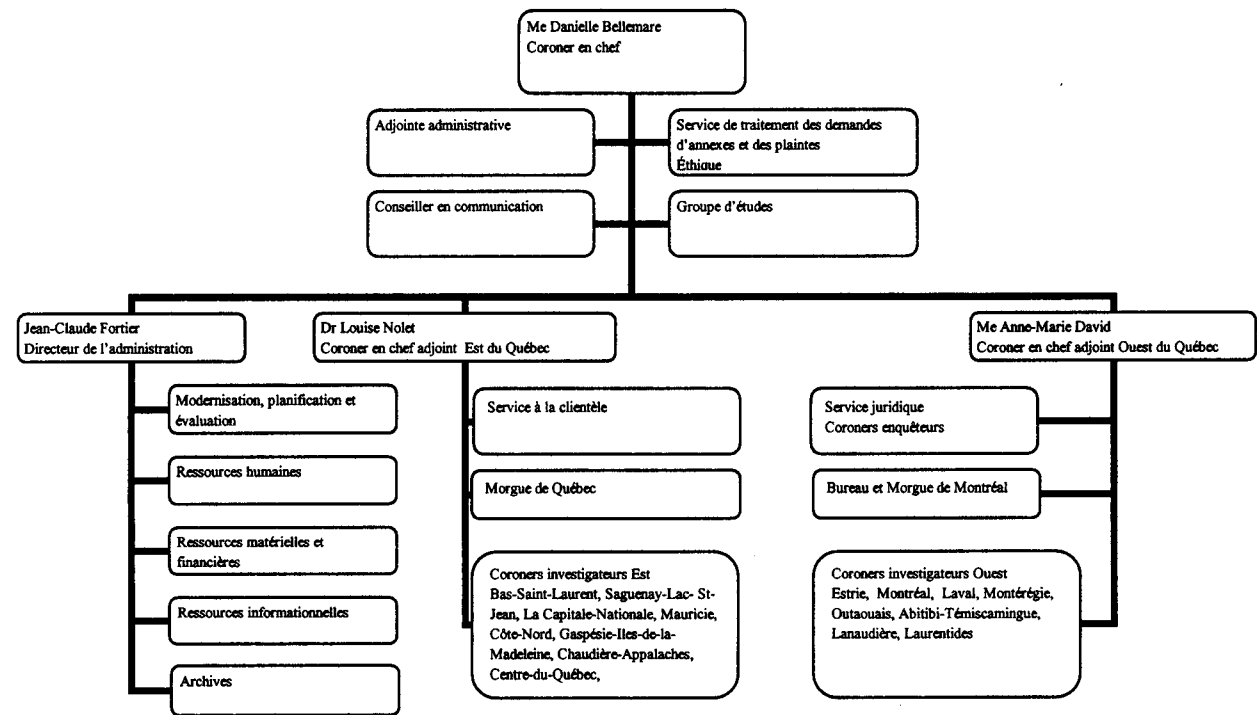 Me Danielle Bellemare
Coroner en chef
Adjointe administrative
Service de traitement des demandes
d'annexes et des plaintes
Éthique
Conseiller en communication
Groupe d'études
Jean-Claude Fortier
Directeur de l'administration
Dr Louise Nolet
Coroner en chef adjoint Est du Québec
Me Anne-Marie David
Coroner en chef adjoint Ouest du Québec
Modernisation, planification et
évaluation
Ressources humaines
Ressources matérielles et
financières
Ressources informationnelles
Archives
Service à la clientèle
Morgue de Québec
Coroners investigateurs Est
Bas-Saint-Laurent, Saguenay-Lac- St-
Jean, La Capitale-Nationale, Mauricie,
Côte-Nord, Gaspésie-Iles-de-la-
Madeleine, Chaudière-Appalaches,
Centre-du-Québec,
Service juridique
Coroners enquêteurs
Bureau et Morgue de Montréal
Coroners investigateurs Ouest
Estrie, Montréal, Laval, Montérégie,
Outaouais, Abitibi-Témiscamingue,
Lanaudière, Laurentides